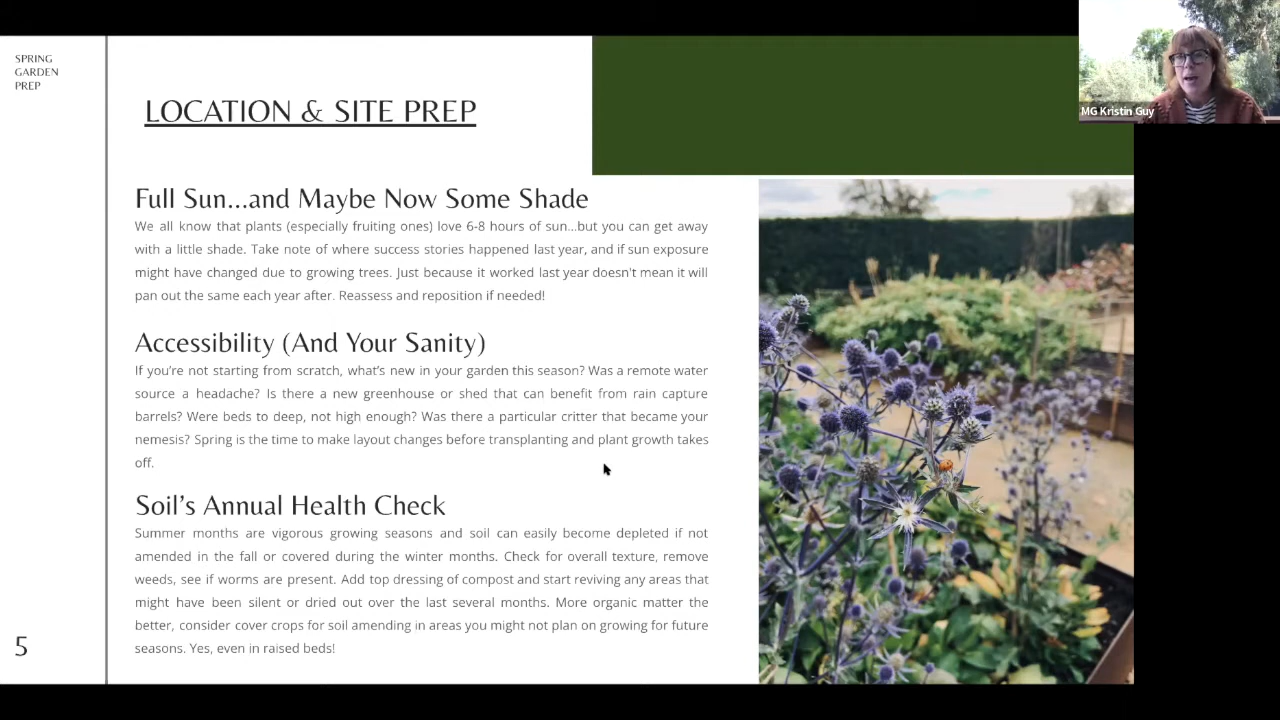 SPRING
GARDEN
PREP
LOCATION & SITE PREP
MG Kristin Guy
Full Sun...and Maybe Now Some Shade
We all know that plants (especially fruiting ones) love 6-8 hours of sun...but you can get away
with a little shade. Take note of where success stories happened last year, and if sun exposure
might have changed due to growing trees. Just because it worked last year doesn't mean it will
pan out the same each year after. Reassess and reposition if needed!
Accessibility (And Your Sanity)
If you're not starting from scratch, what's new in your garden this season? Was a remote water
source a headache? Is there a new greenhouse or shed that can benefit from rain capture
barrels? Were beds to deep, not high enough? Was there a particular critter that became your
nemesis? Spring is the time to make layout changes before transplanting and plant growth takes
off.
Soil's Annual Health Check
Summer months are vigorous growing seasons and soil can easily become depleted if not
amended in the fall or covered during the winter months. Check for overall texture, remove
weeds, see if worms are present. Add top dressing of compost and start reviving any areas that
might have been silent or dried out over the last several months. More organic matter the
better, consider cover crops for soil amending in areas you might not plan on growing for future
seasons. Yes, even in raised beds!
5